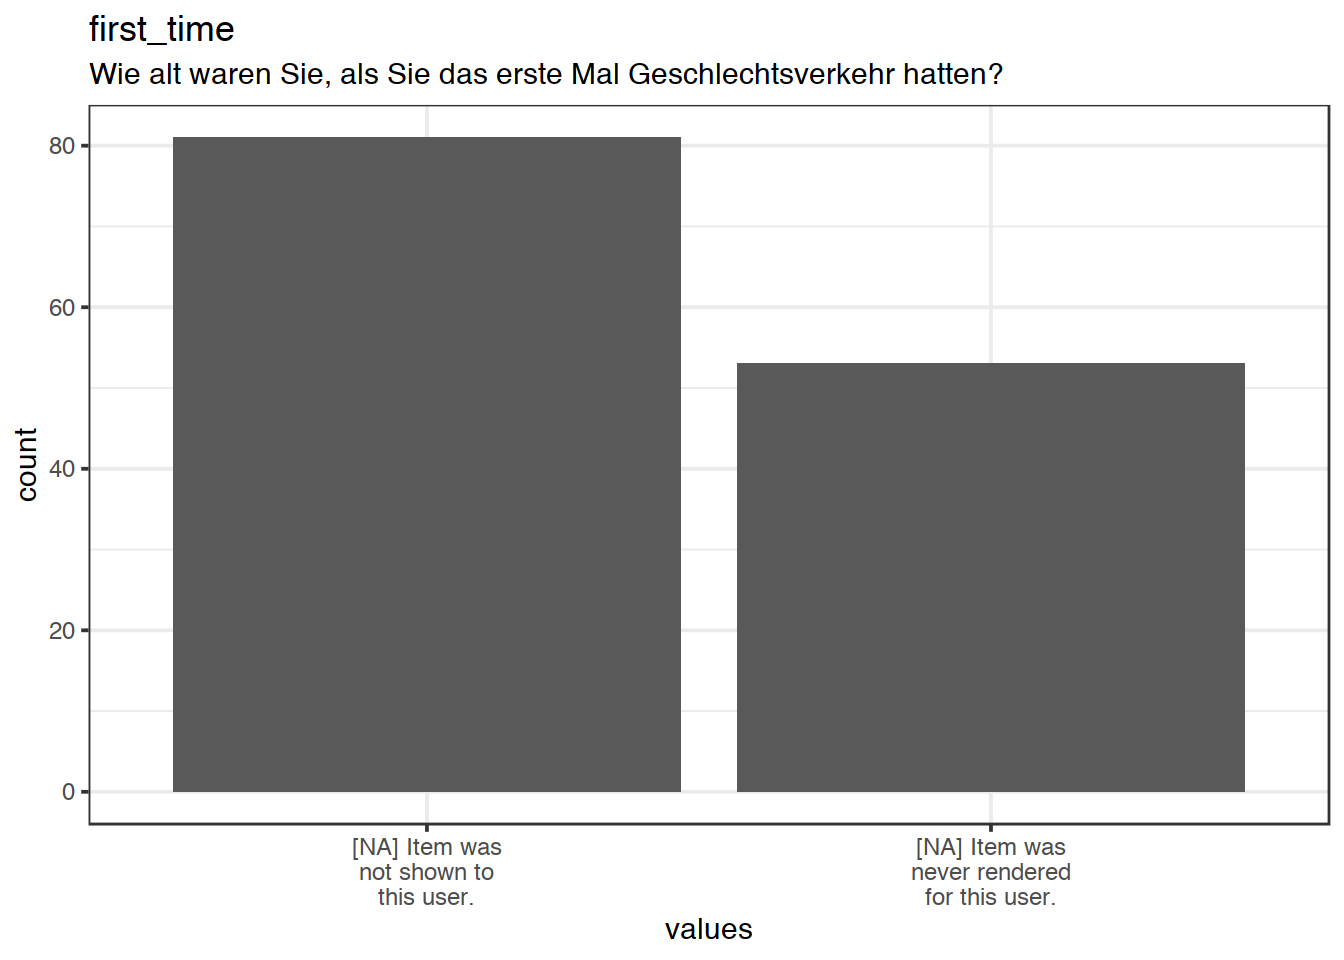 first_time
Wie alt waren Sie, als Sie das erste Mal Geschlechtsverkehr hatten?
80
60
40
20
0
count
[NA] Item was
not shown to
this user.
[NA] Item was
never rendered
for this user.
values